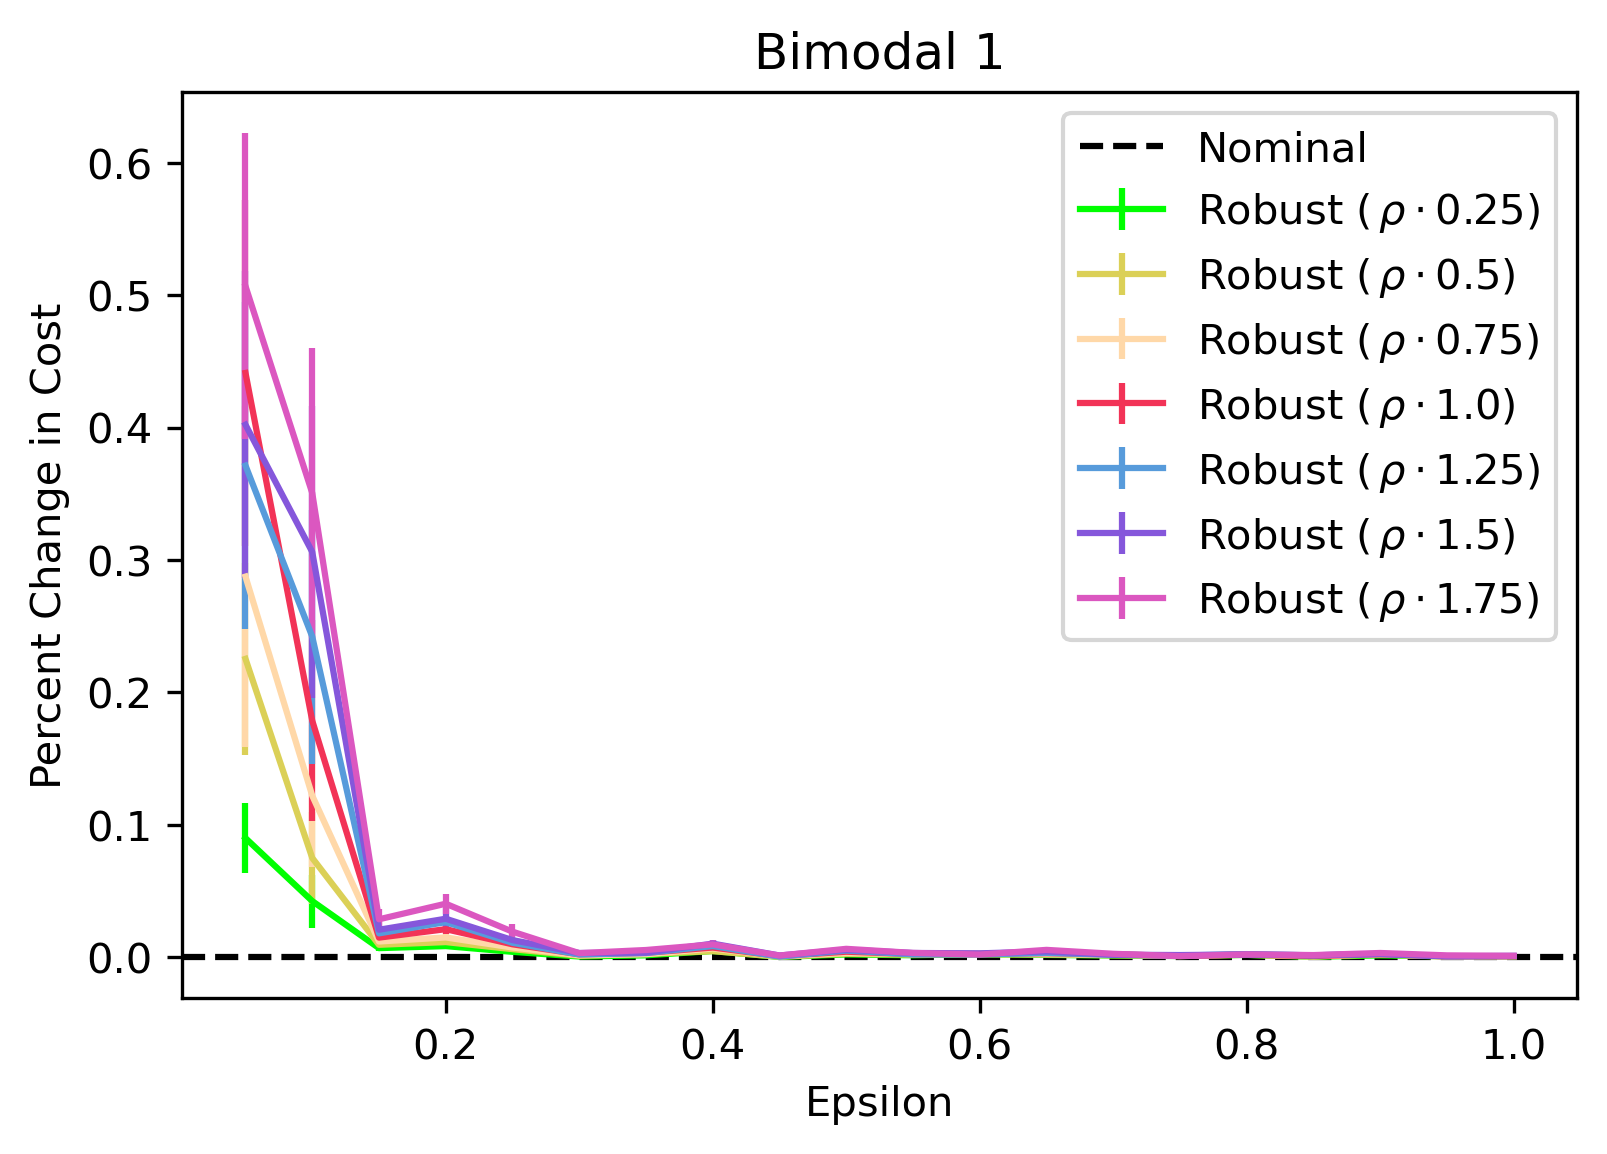 Bimodal 1
Percent Change in Cost
0.6
0.5
0.4
0.3
0.2
0.1
0.0
Nominal
Robust ( ρ · 0.25)
Robust ( ρ · 0.5)
Robust ( ρ · 0.75)
Robust ( ρ · 1.0)
Robust ( ρ · 1.25)
Robust ( ρ · 1.5)
Robust ( ρ · 1.75)
0.2 0.4 0.6 0.8 1.0
Epsilon